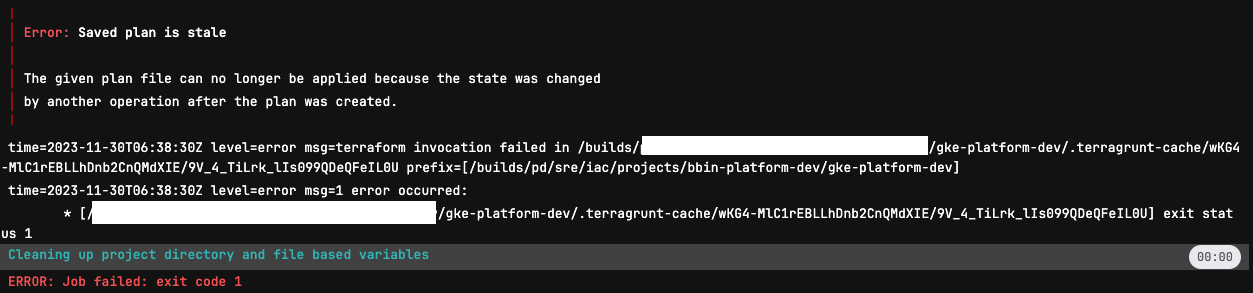 Error: Saved plan is stale
The given plan file can no longer be applied because the state was changed
by another operation after the plan was created.
time=2023-11-30T06:38:30Z level=error msg=terraform invocation failed in /builds/ /gke-platform-dev/.terragrunt-cache/wKG4
-MlC1rEBLLhDnb2CnQMdXIE/9V_4_TiLrk_lIs099QDeQFeIL0U prefix=[/builds/pd/sre/iac/projects/bbin-platform-dev/gke-platform-dev]
time=2023-11-30T06:38:30Z level=error msg=1 error occurred:
* [/ /gke-platform-dev/.terragrunt-cache/wKG4-MlC1rEBLLhDnb2CnQMdXIE/9V_4_TiLrk_lIs099QDeQFeIL0U] exit stat
us 1
Cleaning up project directory and file based variables
00:00
ERROR: Job failed: exit code 1